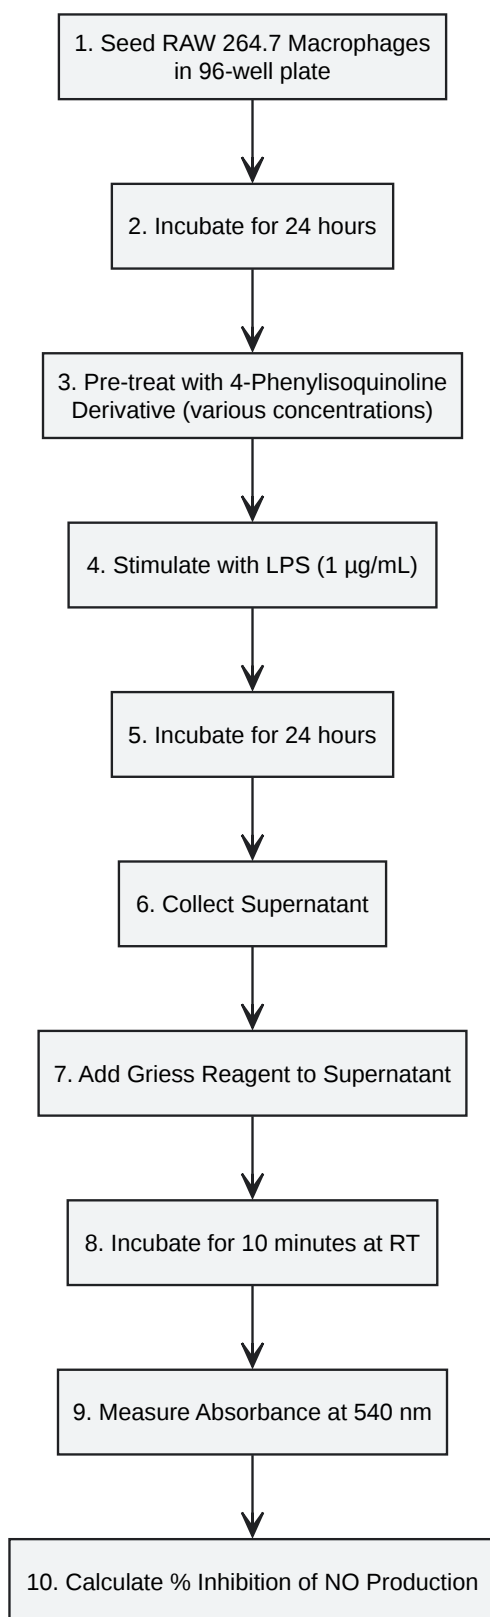 1. Seed RAW 264.7 Macrophages
in 96-well plate
2. Incubate for 24 hours
3. Pre-treat with 4-Phenylisoquinoline
Derivative (various concentrations)
4. Stimulate with LPS (1 µg/mL)
5. Incubate for 24 hours
6. Collect Supernatant
7. Add Griess Reagent to Supernatant
8. Incubate for 10 minutes at RT
9. Measure Absorbance at 540 nm
10. Calculate % Inhibition of NO Production